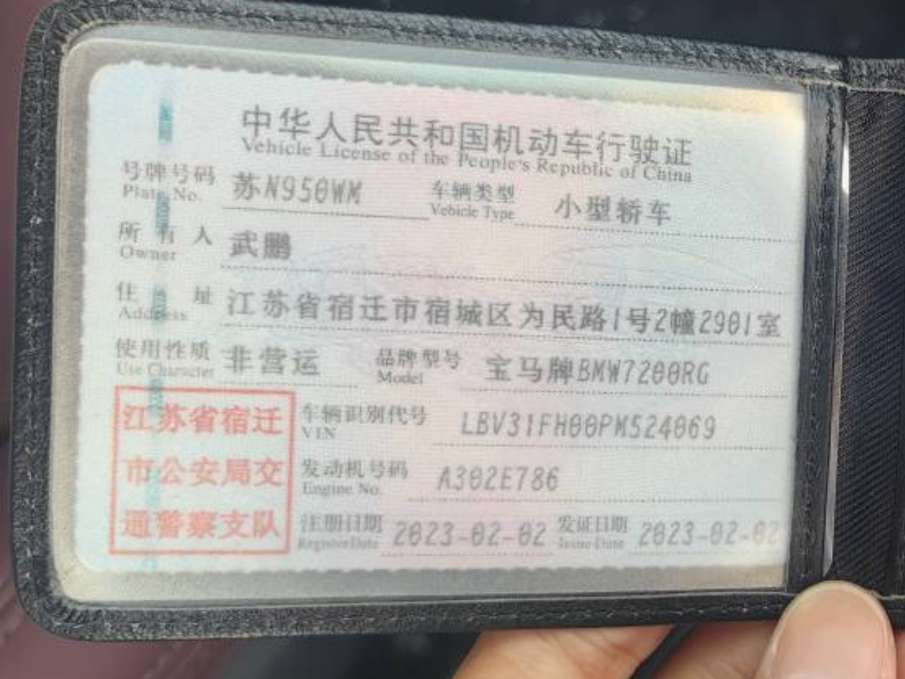 中华人民共和国机动车行驶证
Vehicle License of the People's Republic of China
号牌号码 苏N950WM 车辆类型 小型轿车
Plate No. Vehicle Type
所有人 武鹏
Owner
住址 江苏省宿迁市宿城区为民路1号2幢2901室
Address
使用性质 非营运 品牌型号 宝马牌BMW7200RG
Use Character Model
江苏省宿迁 车辆识别代号 LBV31FH00PM524069
VIN
市公安局交 发动机号码 A302E786
Engine No.
通警察支队 注册日期 2023-02-02 发证日期 2023-02-02
Register Date Issue Date